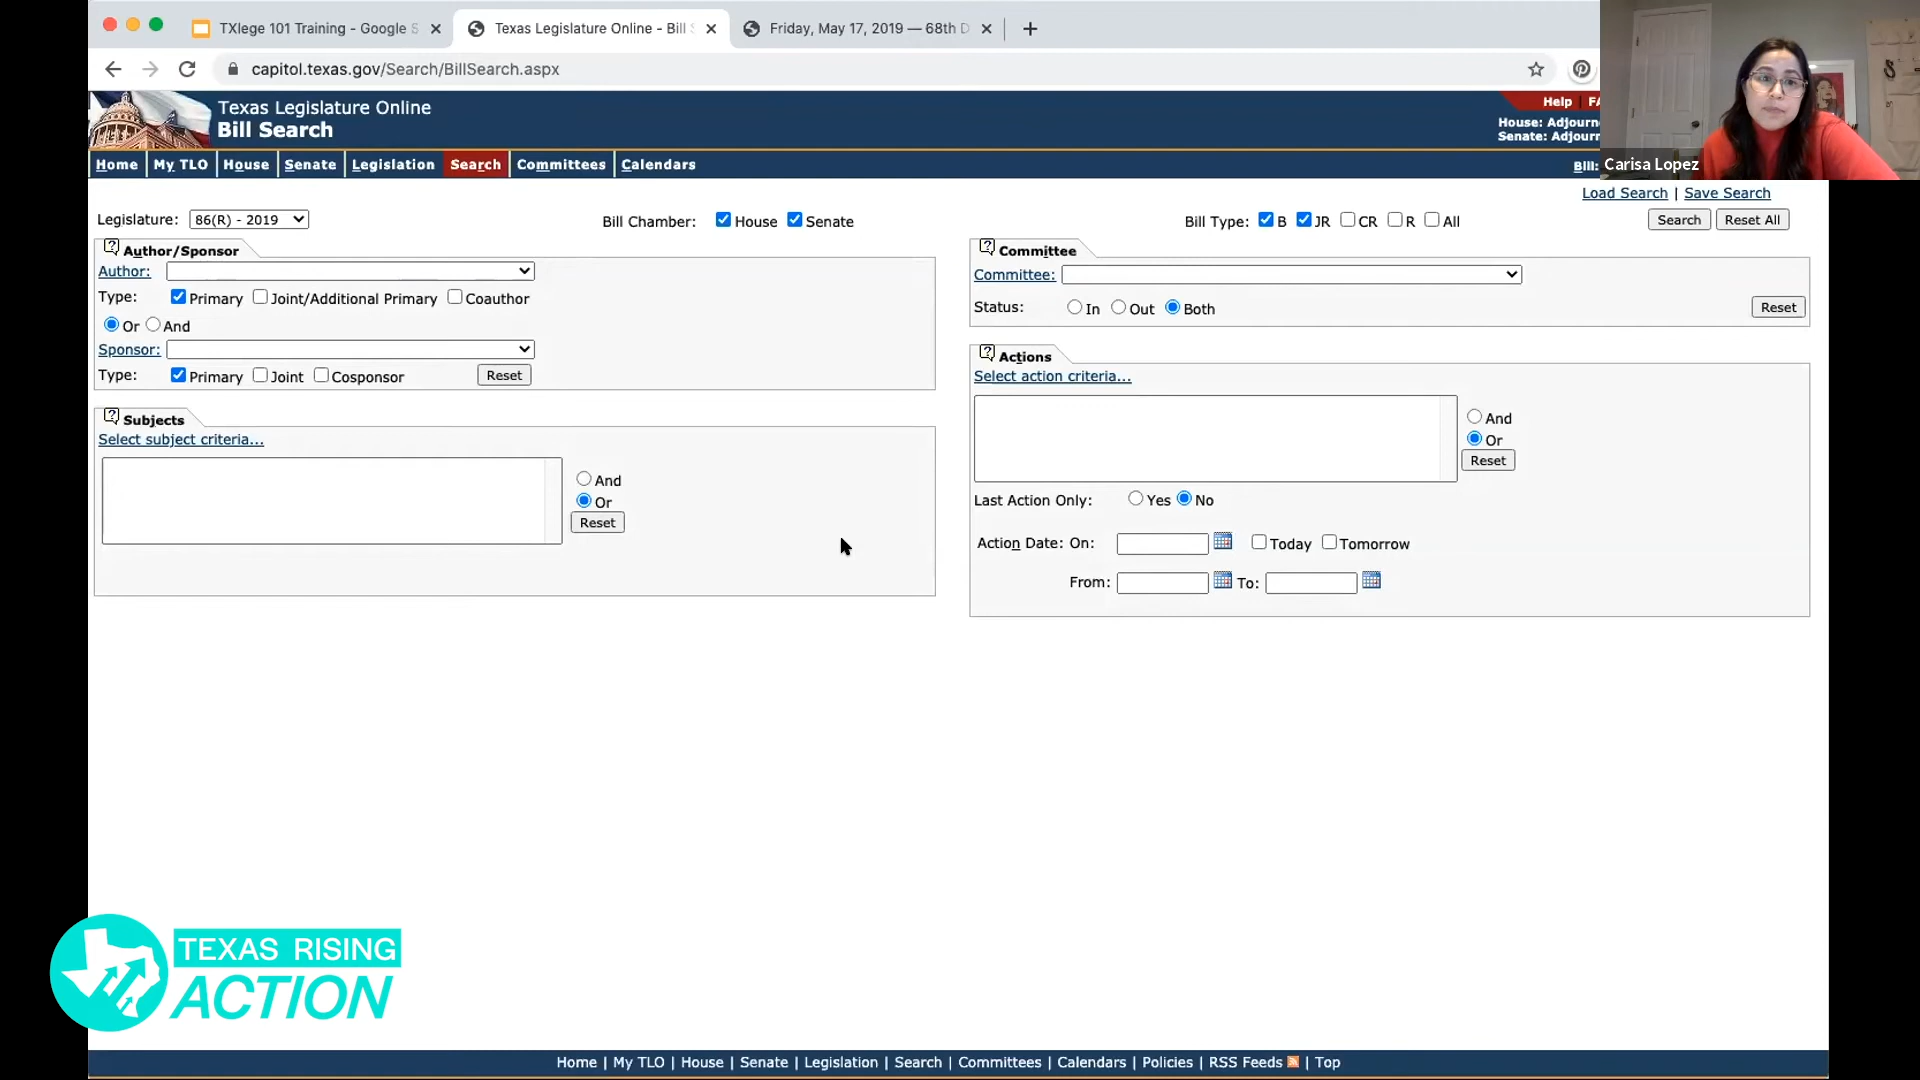 TXlege 101 Training - Google S
Texas Legislature Online - Bill S
Friday, May 17, 2019 — 68th D
capitol.texas.gov/Search/BillSearch.aspx
Texas Legislature Online
Bill Search
Help | FA
House: Adjourn
Senate: Adjourn
Home
My TLO
House
Senate
Legislation
Search
Committees
Calendars
Bill:
Carisa Lopez
Load Search | Save Search
Legislature: 86(R) - 2019
Bill Chamber: House Senate
Bill Type: B JR CR R All
Search Reset All
Author/Sponsor
Author:
Type: Primary Joint/Additional Primary Coauthor
Or And
Sponsor:
Type: Primary Joint Cosponsor Reset
Subjects
Select subject criteria...
And
Or
Reset
Committee
Committee:
Status: In Out Both Reset
Actions
Select action criteria...
And
Or
Reset
Last Action Only: Yes No
Action Date: On: Today Tomorrow
From: To:
TEXAS RISING
ACTION
Home | My TLO | House | Senate | Legislation | Search | Committees | Calendars | Policies | RSS Feeds | Top